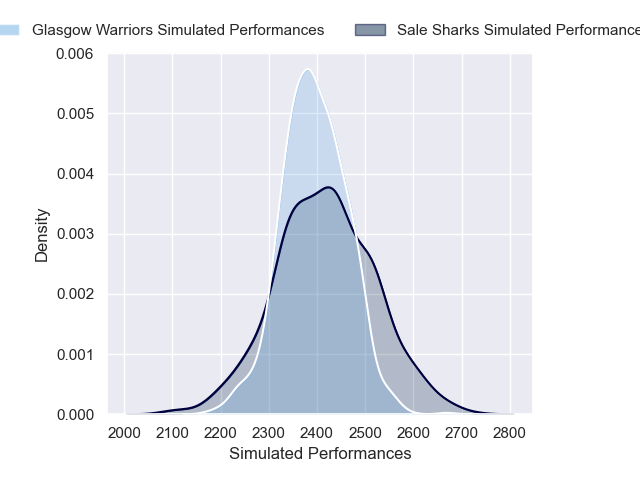 Glasgow Warriors Simulated Performances
Sale Sharks Simulated Performance
0.006
0.005
0.004
0.003
0.002
0.001
0.000
Density
2000 2100 2200 2300 2400 2500 2600 2700 2800
Simulated Performances